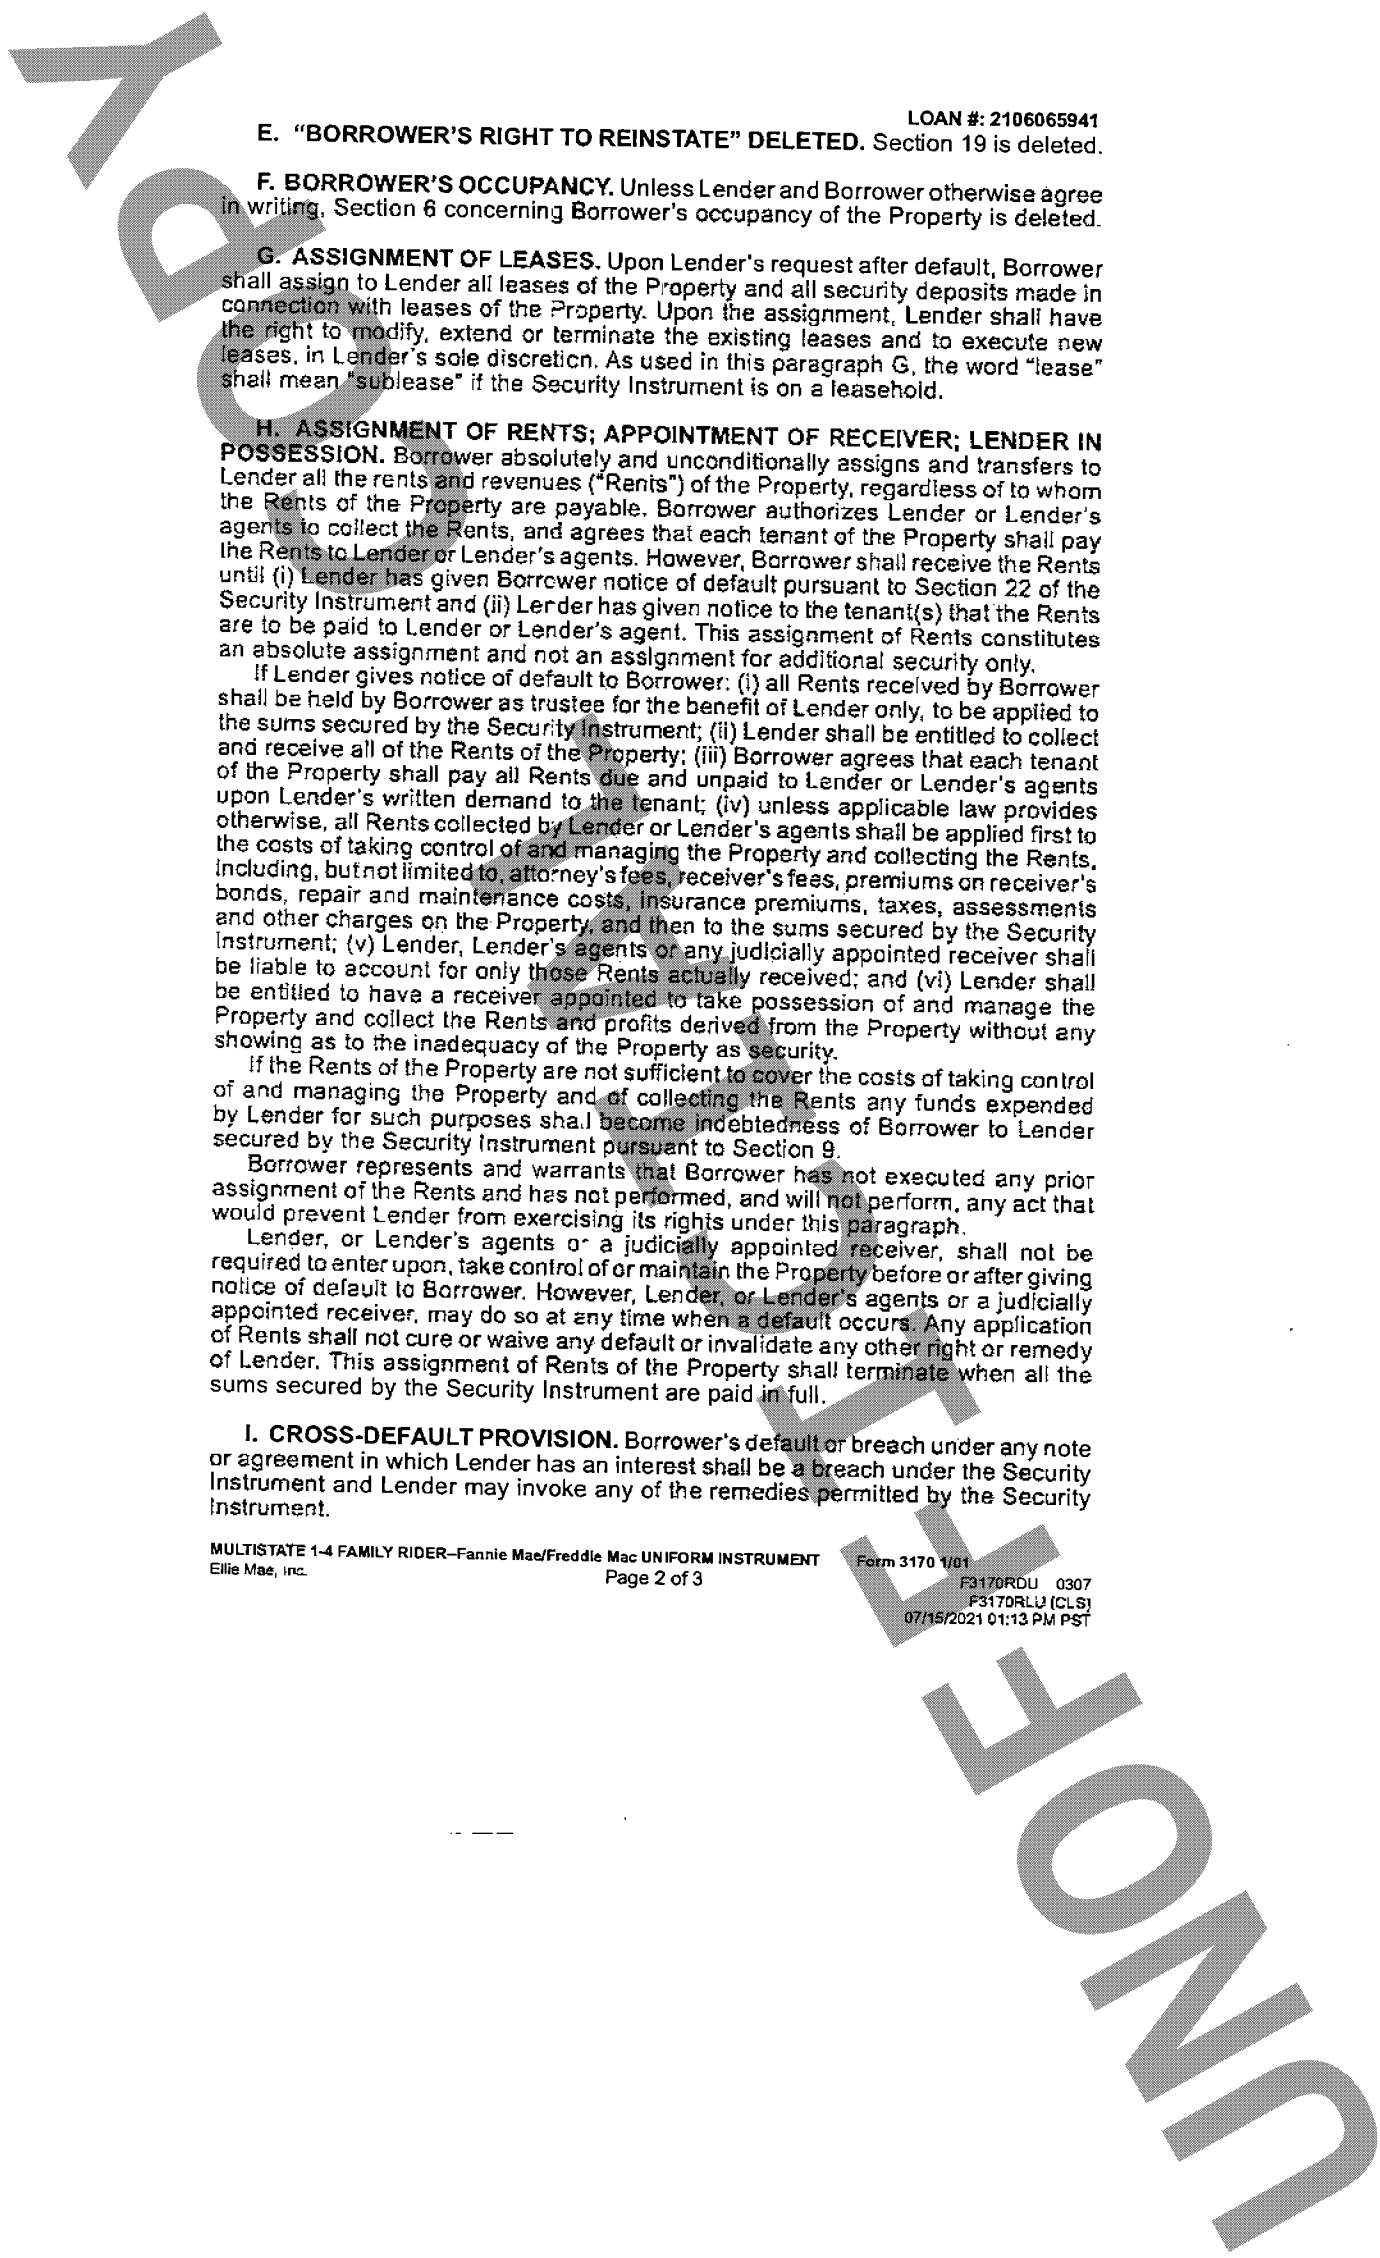 LOAN #: 2106065941
E. “BORROWER’S RIGHT TO REINSTATE” DELETED. Section 19 is deleted.
F. BORROWER’S OCCUPANCY. Unless Lender and Borrower otherwise agree
in writing, Section 6 concerning Borrower’s occupancy of the Property is deleted.
G. ASSIGNMENT OF LEASES. Upon Lender’s request after default, Borrower
shall assign to Lender all leases of the Property and all security deposits made in
connection with leases of the Property. Upon the assignment, Lender shall have
the right to modify, extend or terminate the existing leases and to execute new
leases, in Lender’s sole discretion. As used in this paragraph G, the word “lease”
shall mean “sublease” if the Security Instrument is on a leasehold.
H. ASSIGNMENT OF RENTS; APPOINTMENT OF RECEIVER; LENDER IN
POSSESSION. Borrower absolutely and unconditionally assigns and transfers to
Lender all the rents and revenues (“Rents”) of the Property, regardless of to whom
the Rents of the Property are payable. Borrower authorizes Lender or Lender’s
agents to collect the Rents, and agrees that each tenant of the Property shall pay
the Rents to Lender or Lender’s agents. However, Borrower shall receive the Rents
until (i) Lender has given Borrower notice of default pursuant to Section 22 of the
Security Instrument and (ii) Lender has given notice to the tenant(s) that the Rents
are to be paid to Lender or Lender’s agent. This assignment of Rents constitutes
an absolute assignment and not an assignment for additional security only.
If Lender gives notice of default to Borrower: (i) all Rents received by Borrower
shall be held by Borrower as trustee for the benefit of Lender only, to be applied to
the sums secured by the Security Instrument; (ii) Lender shall be entitled to collect
and receive all of the Rents of the Property; (iii) Borrower agrees that each tenant
of the Property shall pay all Rents due and unpaid to Lender or Lender’s agents
upon Lender’s written demand to the tenant; (iv) unless applicable law provides
otherwise, all Rents collected by Lender or Lender’s agents shall be applied first to
the costs of taking control of and managing the Property and collecting the Rents,
including, but not limited to, attorney’s fees, receiver’s fees, premiums on receiver’s
bonds, repair and maintenance costs, insurance premiums, taxes, assessments
and other charges on the Property, and then to the sums secured by the Security
Instrument; (v) Lender, Lender’s agents or any judicially appointed receiver shall
be liable to account for only those Rents actually received; and (vi) Lender shall
be entitled to have a receiver appointed to take possession of and manage the
Property and collect the Rents and profits derived from the Property without any
showing as to the inadequacy of the Property as security.
If the Rents of the Property are not sufficient to cover the costs of taking control
of and managing the Property and of collecting the Rents any funds expended
by Lender for such purposes shall become indebtedness of Borrower to Lender
secured by the Security Instrument pursuant to Section 9.
Borrower represents and warrants that Borrower has not executed any prior
assignment of the Rents and has not performed, and will not perform, any act that
would prevent Lender from exercising its rights under this paragraph.
Lender, or Lender’s agents or a judicially appointed receiver, shall not be
required to enter upon, take control of or maintain the Property before or after giving
notice of default to Borrower. However, Lender, or Lender’s agents or a judicially
appointed receiver, may do so at any time when a default occurs. Any application
of Rents shall not cure or waive any default or invalidate any other right or remedy
of Lender. This assignment of Rents of the Property shall terminate when all the
sums secured by the Security Instrument are paid in full.
I. CROSS-DEFAULT PROVISION. Borrower’s default or breach under any note
or agreement in which Lender has an interest shall be a breach under the Security
Instrument and Lender may invoke any of the remedies permitted by the Security
Instrument.
MULTISTATE 1-4 FAMILY RIDER–Fannie Mae/Freddie Mac UNIFORM INSTRUMENT Form 3170 1/01
Ellie Mae, Inc. Page 2 of 3
F3170RDU 0307
F3170RLU (CLS)
07/15/2021 01:13 PM PST
UNOFFICIAL COPY